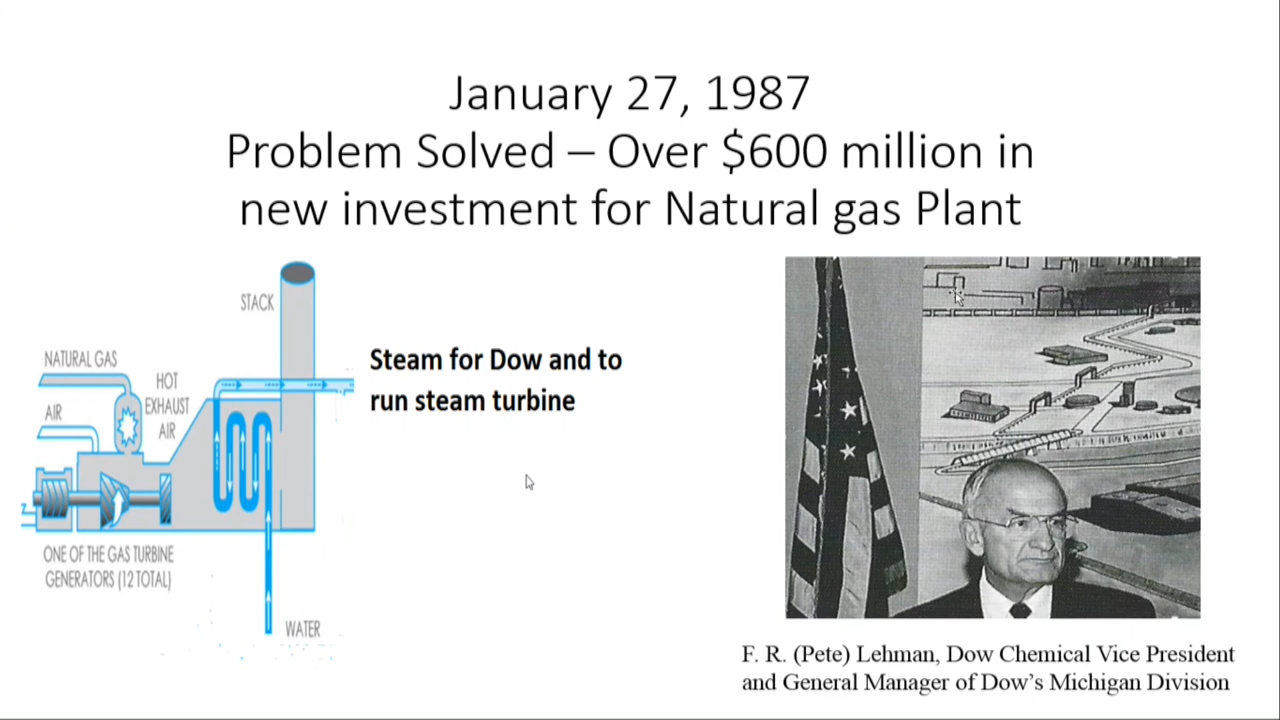 January 27, 1987
Problem Solved – Over $600 million in
new investment for Natural gas Plant
STACK
NATURAL GAS
HOT
EXHAUST
AIR
AIR
Steam for Dow and to
run steam turbine
ONE OF THE GAS TURBINE
GENERATORS (12 TOTAL)
WATER
F. R. (Pete) Lehman, Dow Chemical Vice President
and General Manager of Dow’s Michigan Division